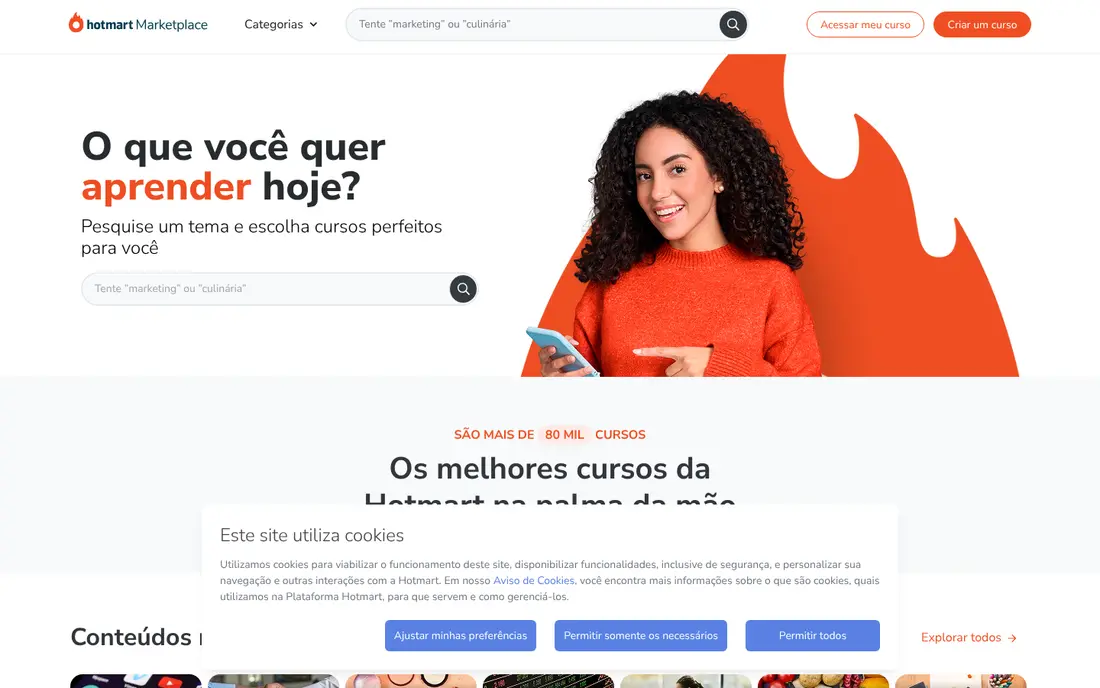 hotmart Marketplace
Categorias
Tente "marketing" ou "culinária"
Acessar meu curso
Criar um curso
O que você quer
aprender hoje?
Pesquise um tema e escolha cursos perfeitos
para você
Tente "marketing" ou "culinária"
SÃO MAIS DE 80 MIL CURSOS
Os melhores cursos da
Hotmart na palma da mão
Este site utiliza cookies
Utilizamos cookies para viabilizar o funcionamento deste site, disponibilizar funcionalidades, inclusive de segurança, e personalizar sua
navegação e outras interações com a Hotmart. Em nosso Aviso de Cookies, você encontra mais informações sobre o que são cookies, quais
utilizamos na Plataforma Hotmart, para que servem e como gerenciá-los.
Ajustar minhas preferências
Permitir somente os necessários
Permitir todos
Conteúdos
Explorar todos →